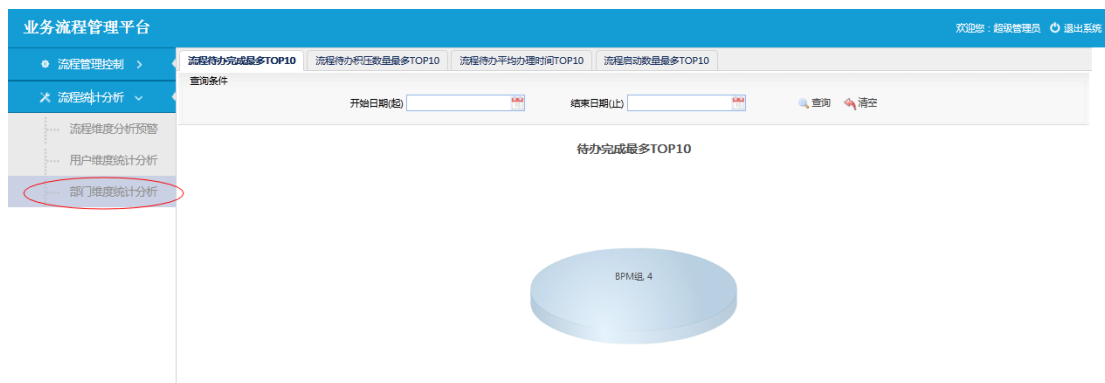 业务流程管理平台
欢迎您：超级管理员 退出系统
流程管理控制
流程统计分析
流程维度分析预警
用户维度统计分析
部门维度统计分析
流程待办完成最多TOP10 流程待办积压数量最多TOP10 流程待办平均办理时间TOP10 流程启动数量最多TOP10
查询条件
开始日期(起) 结束日期(止) 查询 清空
待办完成最多TOP10
BPM组, 4